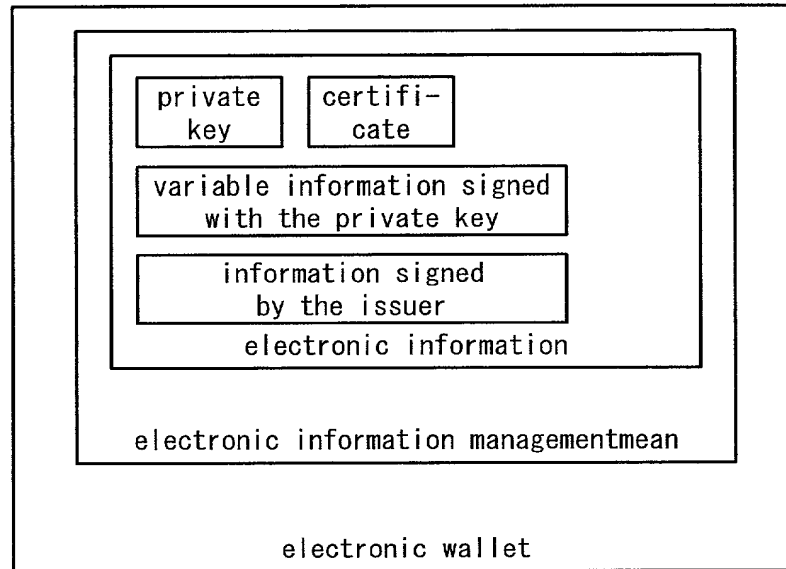 private
key
certifi-
cate
variable information signed
with the private key
information signed
by the issuer
electronic information
electronic information managementmean
electronic wallet